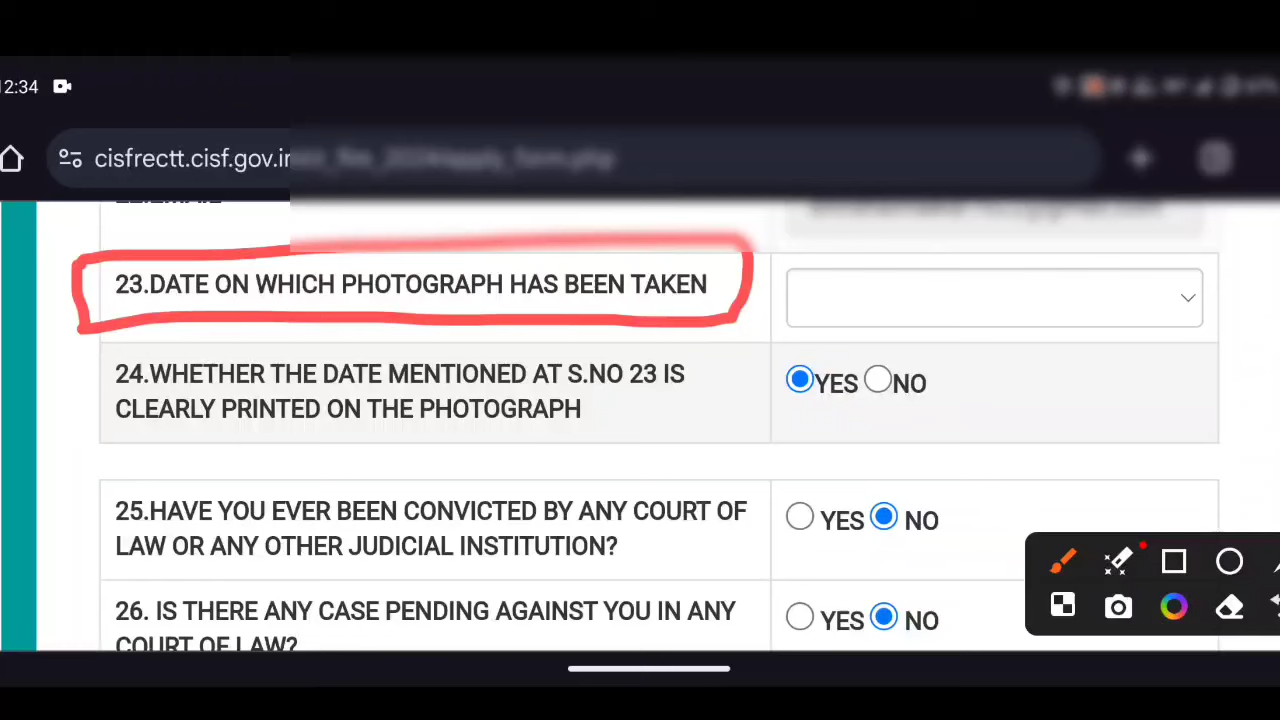 12:34
cisfrectt.cisf.gov.in
23.DATE ON WHICH PHOTOGRAPH HAS BEEN TAKEN
24.WHETHER THE DATE MENTIONED AT S.NO 23 IS
CLEARLY PRINTED ON THE PHOTOGRAPH
YES NO
25.HAVE YOU EVER BEEN CONVICTED BY ANY COURT OF
LAW OR ANY OTHER JUDICIAL INSTITUTION?
YES NO
26. IS THERE ANY CASE PENDING AGAINST YOU IN ANY
COURT OF LAW?
YES NO